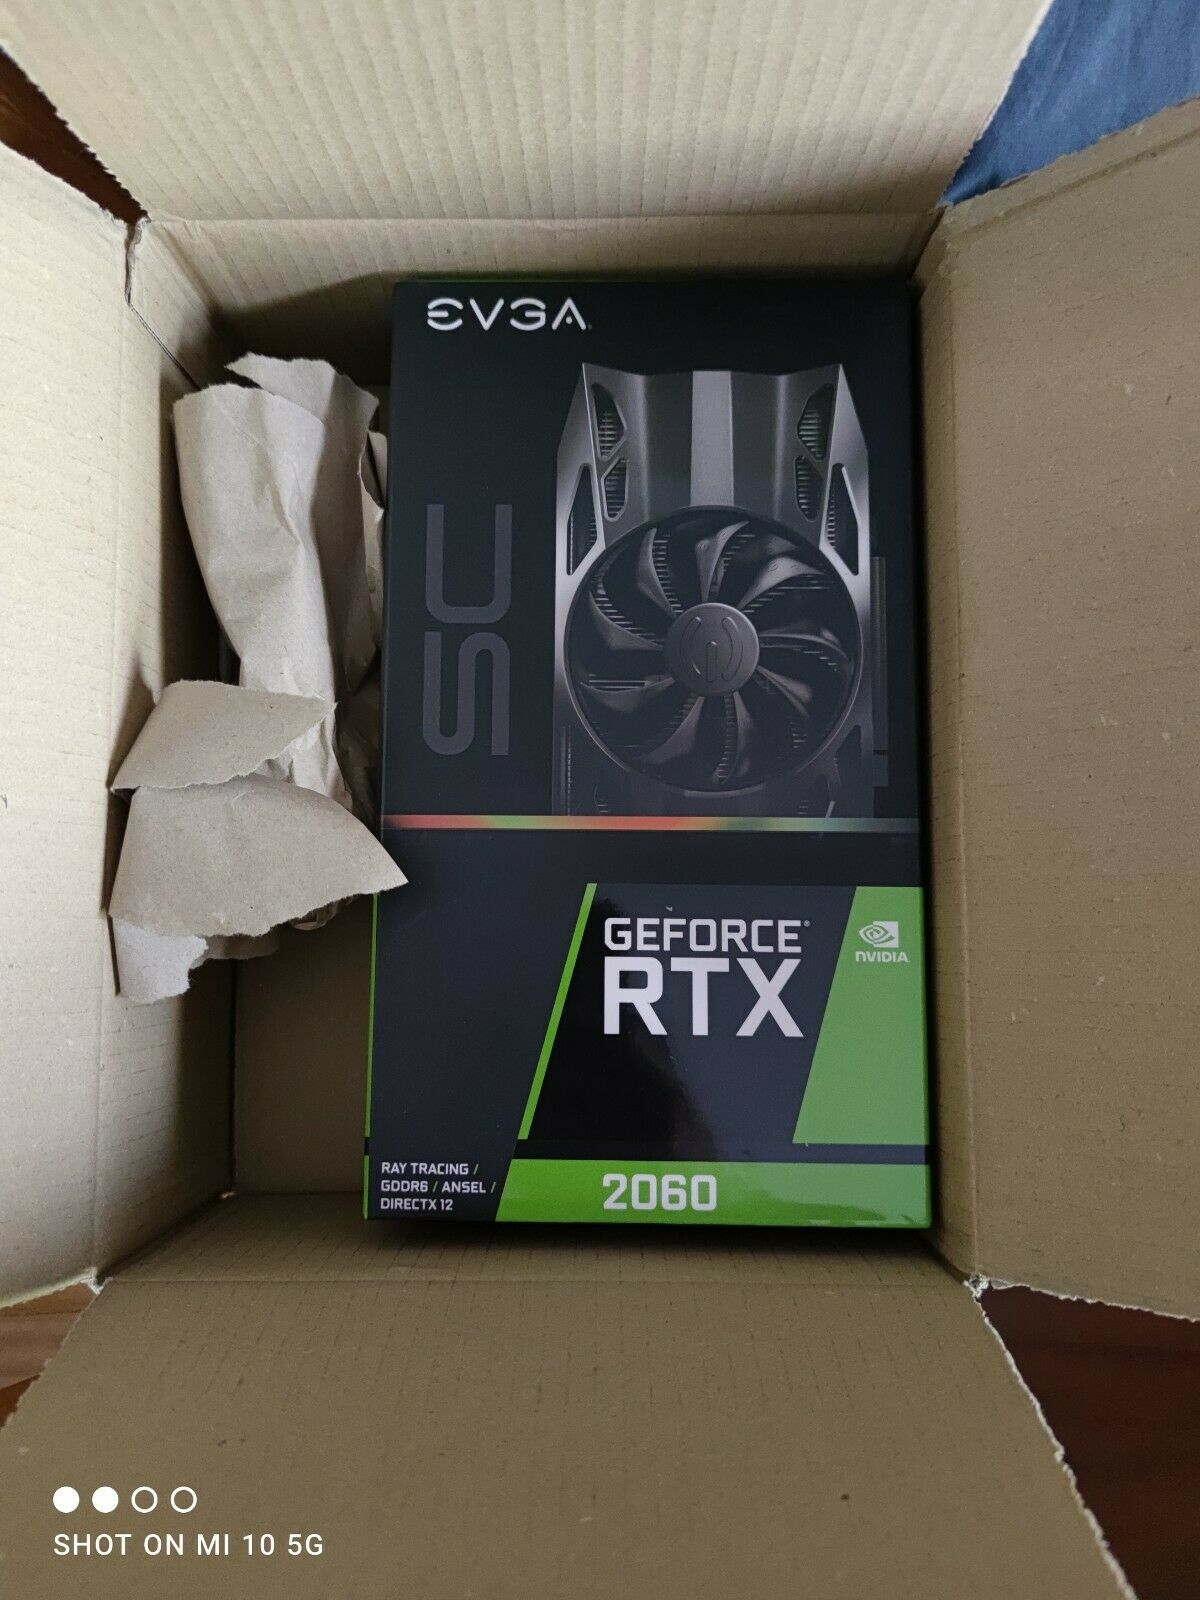 EVGA
SC
GEFORCE®
RTX
NVIDIA
RAY TRACING /
GDDR6 / ANSEL /
DIRECTX 12
2060
SHOT ON MI 10 5G